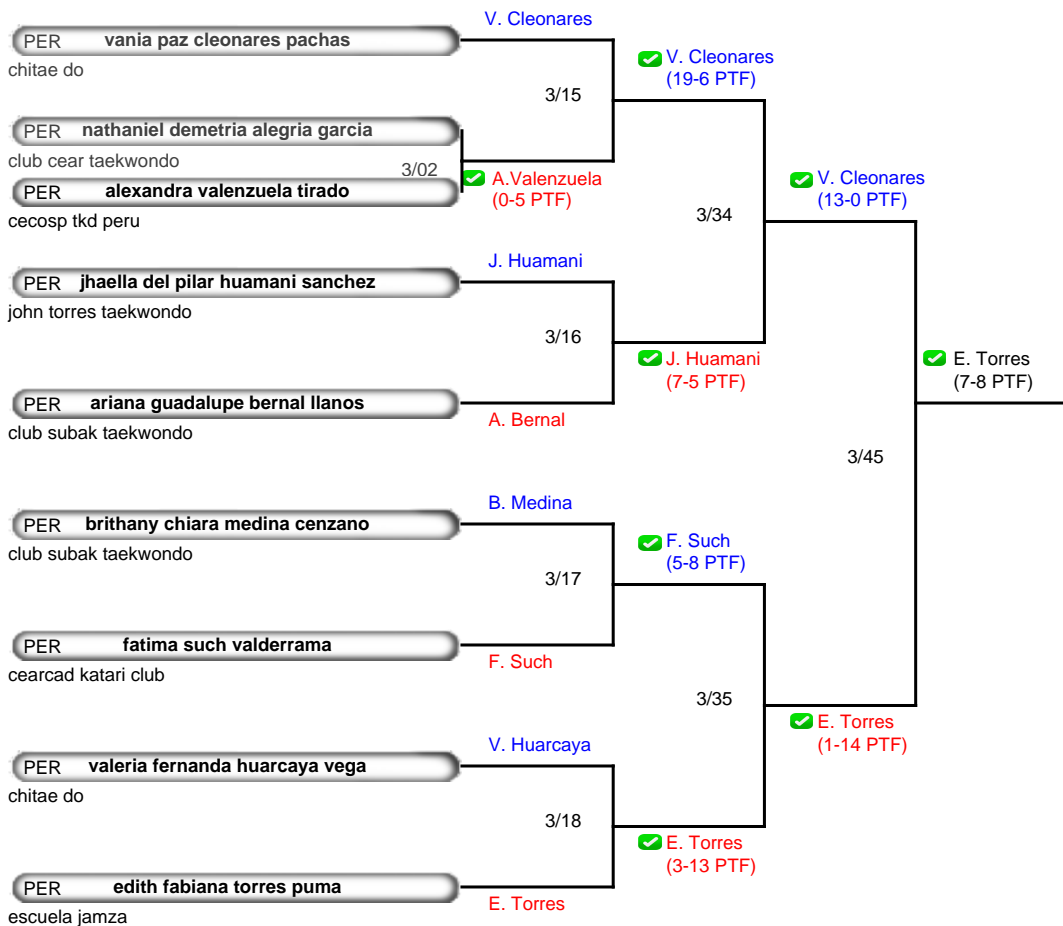 V. Cleonares
PER vania paz cleonares pachas
chitae do
V. Cleonares
(19-6 PTF)
3/15
PER nathaniel demetria alegria garcia
club cear taekwondo
3/02
A.Valenzuela
(0-5 PTF)
PER alexandra valenzuela tirado
cecosp tkd peru
V. Cleonares
(13-0 PTF)
3/34
J. Huamani
PER jhaella del pilar huamani sanchez
john torres taekwondo
3/16
J. Huamani
(7-5 PTF)
E. Torres
(7-8 PTF)
PER ariana guadalupe bernal llanos
club subak taekwondo
A. Bernal
3/45
B. Medina
PER brithany chiara medina cenzano
club subak taekwondo
F. Such
(5-8 PTF)
3/17
PER fatima such valderrama
cearcad katari club
F. Such
3/35
E. Torres
(1-14 PTF)
V. Huarcaya
PER valeria fernanda huarcaya vega
chitae do
3/18
E. Torres
(3-13 PTF)
PER edith fabiana torres puma
escuela jamza
E. Torres